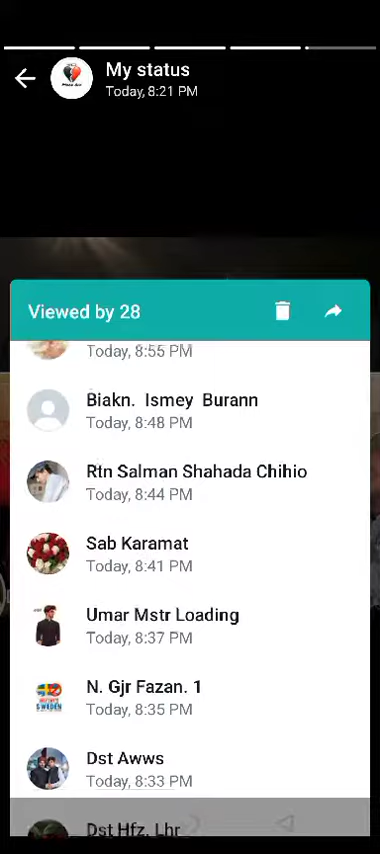 My status
Today, 8:21 PM
Viewed by 28
Today, 8:55 PM
Biakn. Ismey Burann
Today, 8:48 PM
Rtn Salman Shahada Chihio
Today, 8:44 PM
Sab Karamat
Today, 8:41 PM
Umar Mstr Loading
Today, 8:37 PM
N. Gjr Fazan. 1
Today, 8:35 PM
Dst Awws
Today, 8:33 PM
Dst Hfz. Lhr